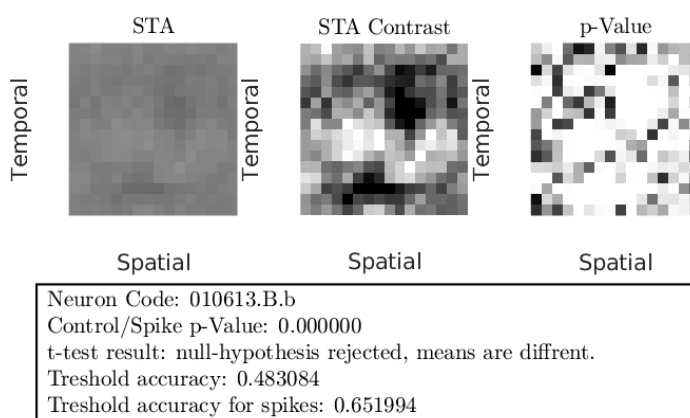 STA
STA Contrast
p-Value
Temporal
Temporal
Temporal
Spatial
Spatial
Spatial
Neuron Code: 010613.B.b
Control/Spike p-Value: 0.000000
t-test result: null-hypothesis rejected, means are diffrent.
Treshold accuracy: 0.483084
Treshold accuracy for spikes: 0.651994